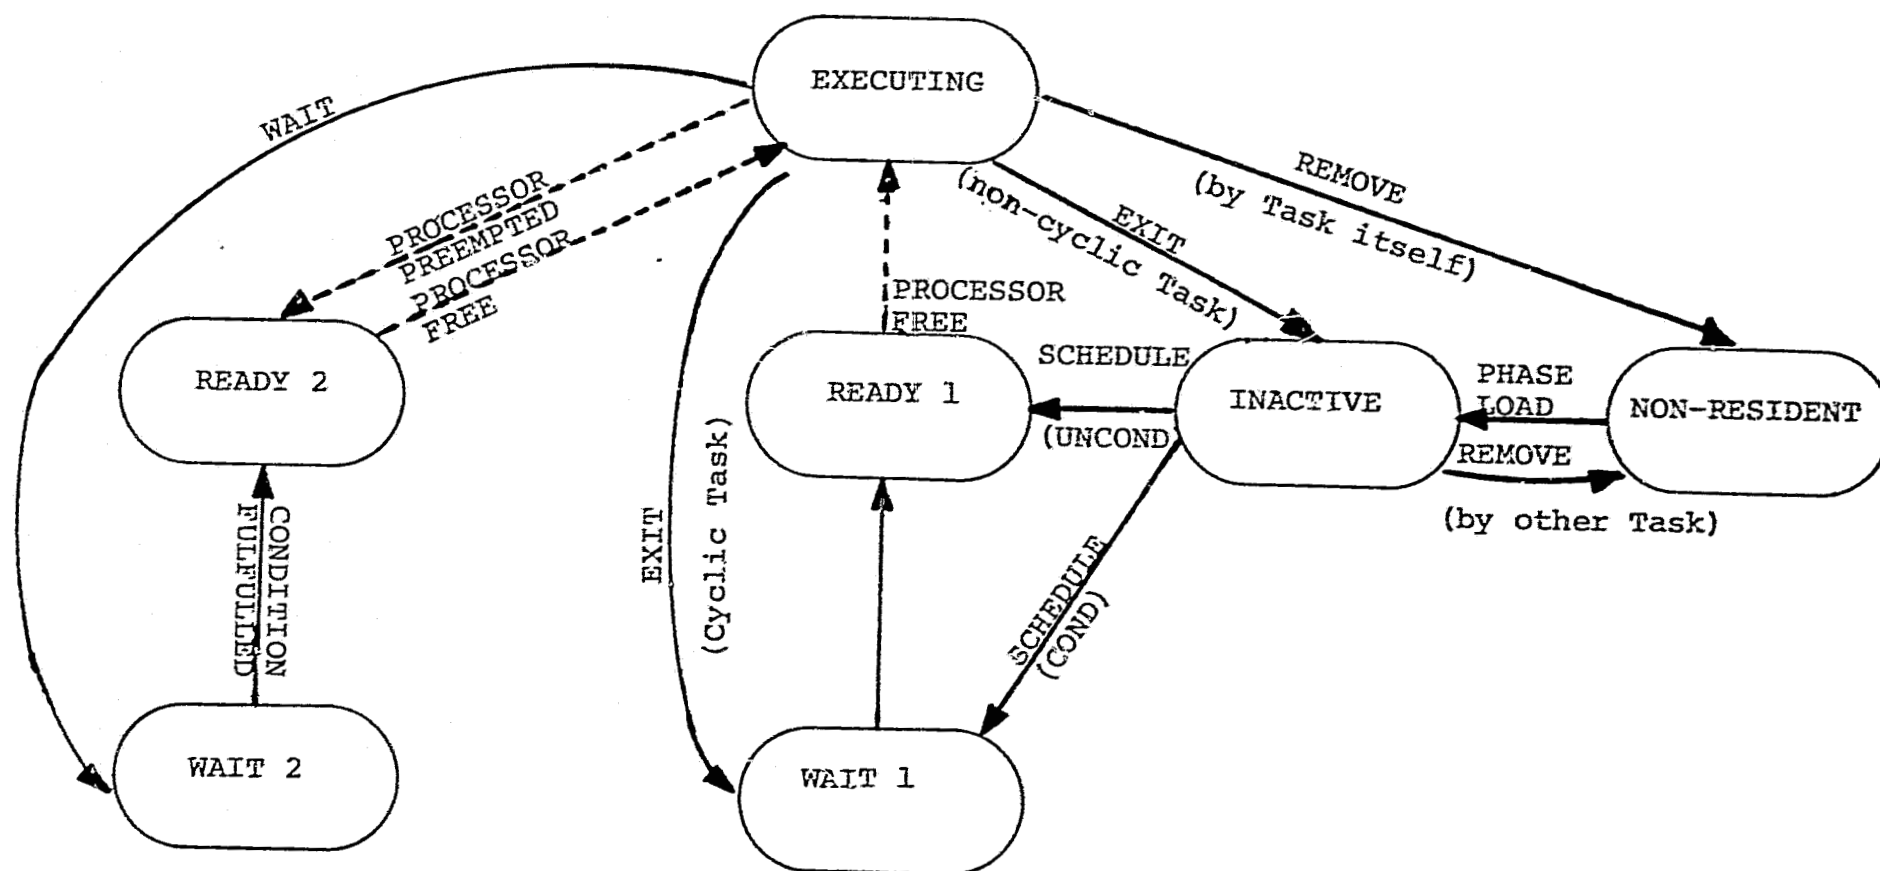 EXECUTING
WAIT
REMOVE
(by Task itself)
EXIT
(non-cyclic Task)
PROCESSOR
PREEMPTED
PROCESSOR
FREE
PROCESSOR
FREE
SCHEDULE
(UNCOND
PHASE
LOAD
READY 2
READY 1
INACTIVE
NON-RESIDENT
REMOVE
(by other Task)
CONDITION
FULFULLED
EXIT
(Cyclic Task)
SCHEDULE
(COND)
WAIT 2
WAIT 1